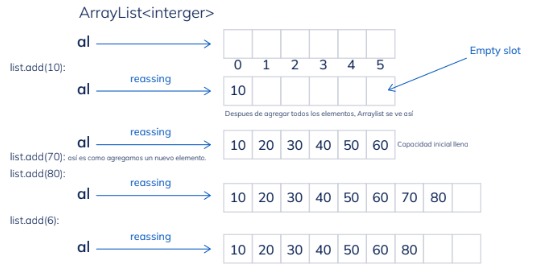 ArrayList<interger>
al
0 1 2 3 4 5
Empty slot
list.add(10):
al reassing 10
Despues de agregar todos los elementos, Arraylist se ve así
al reassing 10 20 30 40 50 60 Capacidad inicial llena
list.add(70): así es como agregamos un nuevo elemento.
list.add(80):
al reassing 10 20 30 40 50 60 70 80
list.add(6):
al reassing 10 20 30 40 50 60 80